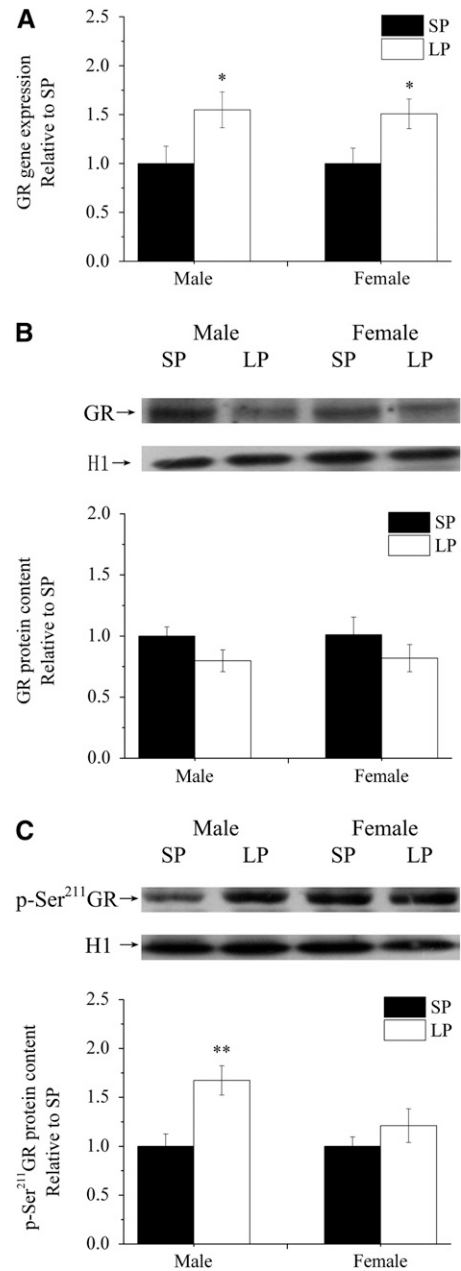 A
SP
LP
GR gene expression
Relative to SP
2.5
2.0
1.5
1.0
0.5
0.0
*
*
Male
Female
B
Male Female
SP LP SP LP
GR→
H1→
SP
LP
GR protein content
Relative to SP
2.0
1.5
1.0
0.5
0.0
Male
Female
C
Male Female
SP LP SP LP
p-Ser²¹¹GR→
H1→
SP
LP
p-Ser²¹¹GR protein content
Relative to SP
2.5
2.0
1.5
1.0
0.5
0.0
**
Male
Female